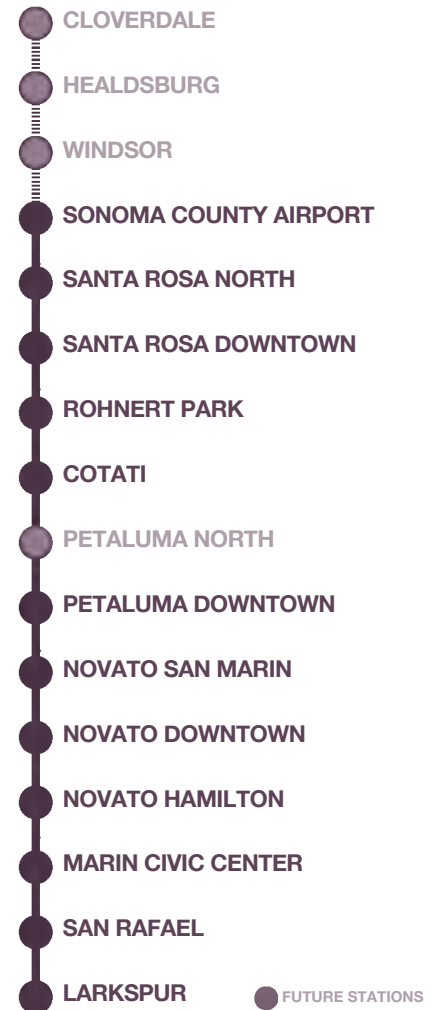 CLOVERDALE
HEALDSBURG
WINDSOR
SONOMA COUNTY AIRPORT
SANTA ROSA NORTH
SANTA ROSA DOWNTOWN
ROHNERT PARK
COTATI
PETALUMA NORTH
PETALUMA DOWNTOWN
NOVATO SAN MARIN
NOVATO DOWNTOWN
NOVATO HAMILTON
MARIN CIVIC CENTER
SAN RAFAEL
LARKSPUR
FUTURE STATIONS